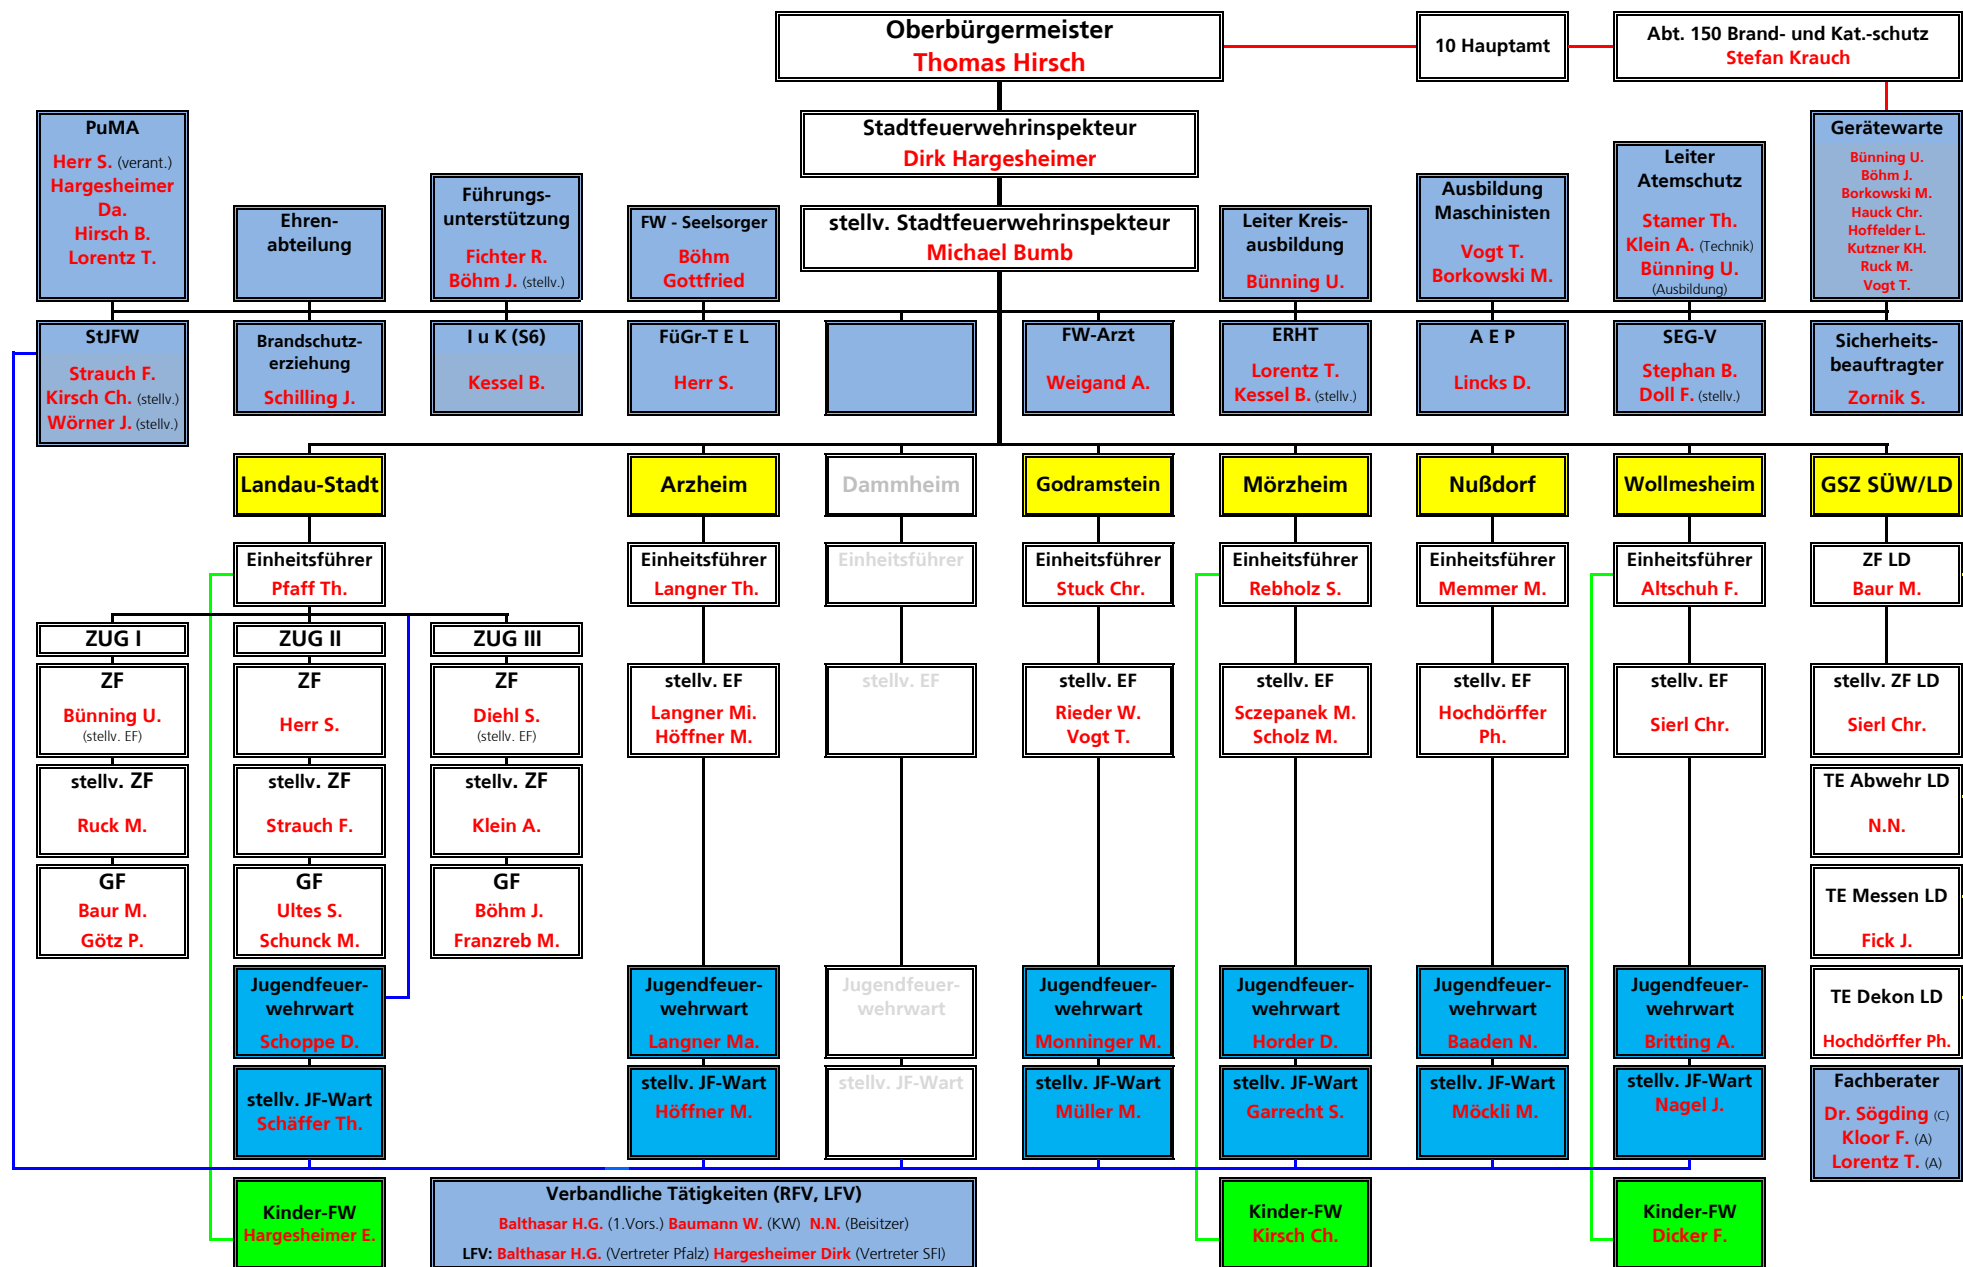 Oberbürgermeister
Thomas Hirsch
10 Hauptamt
Abt. 150 Brand- und Kat.-schutz
Stefan Krauch
Stadtfeuerwehrinspekteur
Dirk Hargesheimer
stellv. Stadtfeuerwehrinspekteur
Michael Bumb
PuMA
Herr S. (verant.)
Hargesheimer
Da.
Hirsch B.
Lorentz T.
Ehren-
abteilung
Führungs-
unterstützung
Fichter R.
Böhm J. (stellv.)
FW - Seelsorger
Böhm
Gottfried
Leiter Kreis-
ausbildung
Bünning U.
Ausbildung
Maschinisten
Vogt T.
Borkowski M.
Leiter
Atemschutz
Stamer Th.
Klein A. (Technik)
Bünning U.
(Ausbildung)
Gerätewarte
Bünning U.
Böhm J.
Borkowski M.
Hauck Chr.
Hoffelder L.
Kutzner KH.
Ruck M.
Vogt T.
StJFW
Strauch F.
Kirsch Ch. (stellv.)
Wörner J. (stellv.)
Brandschutz-
erziehung
Schilling J.
I u K (S6)
Kessel B.
FüGr-T E L
Herr S.
FW-Arzt
Weigand A.
ERHT
Lorentz T.
Kessel B. (stellv.)
A E P
Lincks D.
SEG-V
Stephan B.
Doll F. (stellv.)
Sicherheits-
beauftragter
Zornik S.
Landau-Stadt
Arzheim
Dammheim
Godramstein
Mörzheim
Nußdorf
Wollmesheim
GSZ SÜW/LD
Einheitsführer
Pfaff Th.
Einheitsführer
Langner Th.
Einheitsführer
Einheitsführer
Stuck Chr.
Einheitsführer
Rebholz S.
Einheitsführer
Memmer M.
Einheitsführer
Altschuh F.
ZF LD
Baur M.
ZUG I
ZUG II
ZUG III
ZF
Bünning U.
(stellv. EF)
ZF
Herr S.
ZF
Diehl S.
(stellv. EF)
stellv. EF
Langner Mi.
Höffner M.
stellv. EF
stellv. EF
Rieder W.
Vogt T.
stellv. EF
Sczepanek M.
Scholz M.
stellv. EF
Hochdörffer
Ph.
stellv. EF
Sierl Chr.
stellv. ZF LD
Sierl Chr.
stellv. ZF
Ruck M.
stellv. ZF
Strauch F.
stellv. ZF
Klein A.
TE Abwehr LD
N.N.
GF
Baur M.
Götz P.
GF
Ultes S.
Schunck M.
GF
Böhm J.
Franzreb M.
TE Messen LD
Fick J.
Jugendfeuer-
wehrwart
Schoppe D.
Jugendfeuer-
wehrwart
Langner Ma.
Jugendfeuer-
wehrwart
Jugendfeuer-
wehrwart
Monninger M.
Jugendfeuer-
wehrwart
Horder D.
Jugendfeuer-
wehrwart
Baaden N.
Jugendfeuer-
wehrwart
Britting A.
TE Dekon LD
Hochdörffer Ph.
stellv. JF-Wart
Schäffer Th.
stellv. JF-Wart
Höffner M.
stellv. JF-Wart
stellv. JF-Wart
Müller M.
stellv. JF-Wart
Garrecht S.
stellv. JF-Wart
Möckli M.
stellv. JF-Wart
Nagel J.
Fachberater
Dr. Sögding (C)
Kloor F. (A)
Lorentz T. (A)
Kinder-FW
Hargesheimer E.
Verbandliche Tätigkeiten (RFV, LFV)
Balthasar H.G. (1.Vors.) Baumann W. (KW) N.N. (Beisitzer)
LFV: Balthasar H.G. (Vertreter Pfalz) Hargesheimer Dirk (Vertreter SFI)
Kinder-FW
Kirsch Ch.
Kinder-FW
Dicker F.